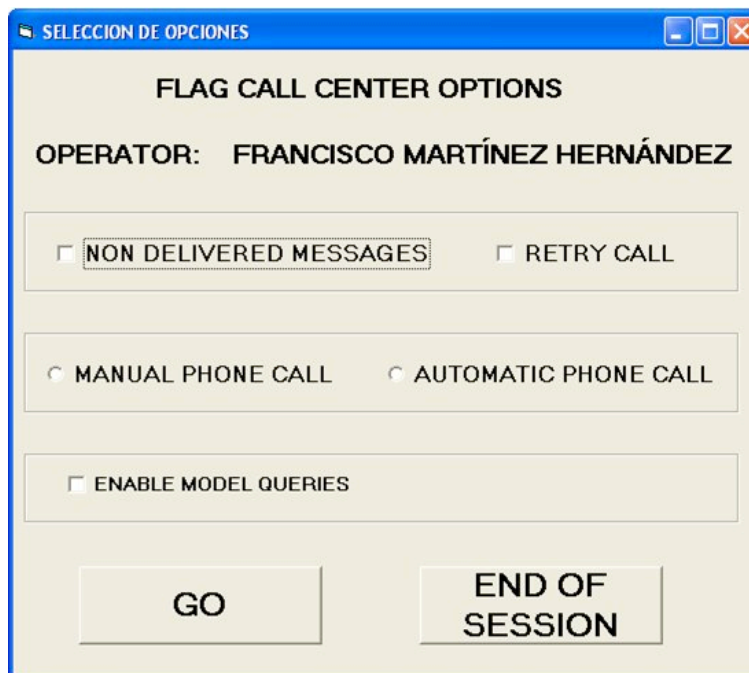 SELECCION DE OPCIONES
FLAG CALL CENTER OPTIONS
OPERATOR: FRANCISCO MARTÍNEZ HERNÁNDEZ
NON DELIVERED MESSAGES RETRY CALL
MANUAL PHONE CALL AUTOMATIC PHONE CALL
ENABLE MODEL QUERIES
GO
END OF
SESSION